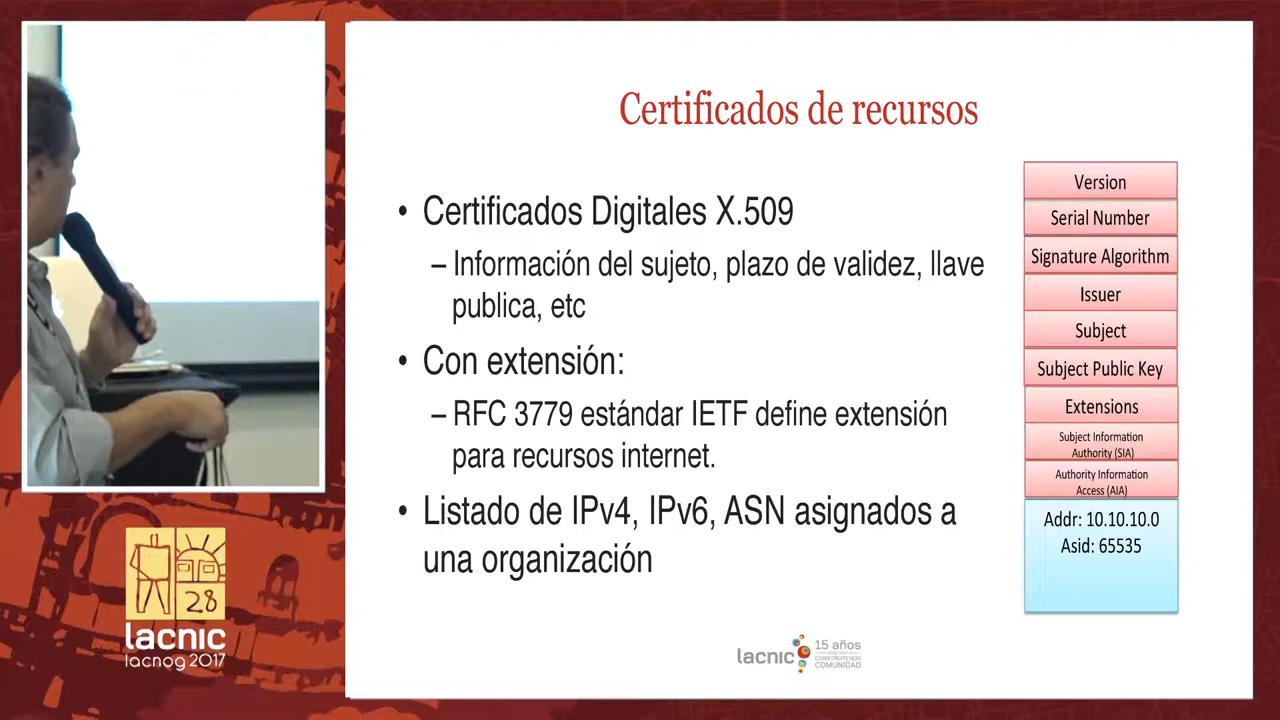 Certificados de recursos
• Certificados Digitales X.509
– Información del sujeto, plazo de validez, llave
publica, etc
• Con extensión:
– RFC 3779 estándar IETF define extensión
para recursos internet.
• Listado de IPv4, IPv6, ASN asignados a
una organización
Version
Serial Number
Signature Algorithm
Issuer
Subject
Subject Public Key
Extensions
Subject Information
Authority (SIA)
Authority Information
Access (AIA)
Addr: 10.10.10.0
Asid: 65535
28
lacnic
lacnog 2017
lacnic
15 años
CONSTRUYENDO
COMUNIDAD